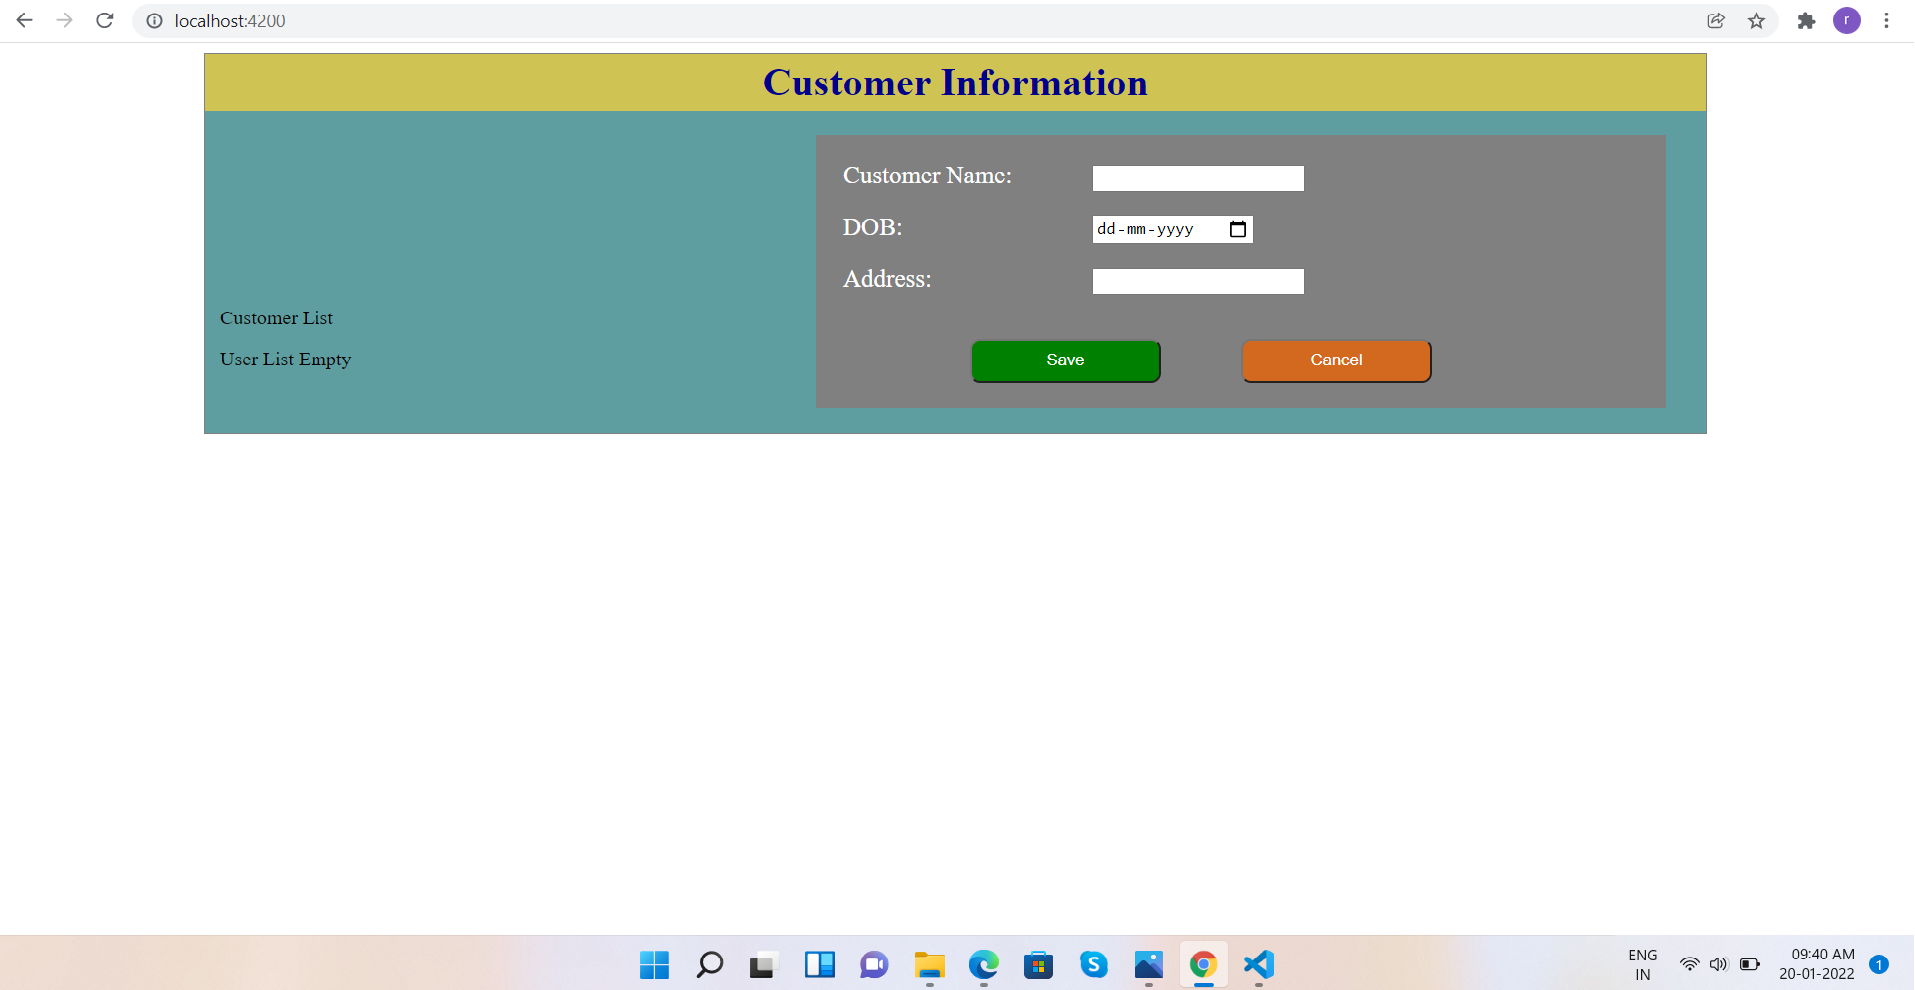 localhost:4200
r
Customer Information
Customer Name:
DOB:
dd-mm-yyyy
Address:
Customer List
User List Empty
Save
Cancel
S
ENG
IN
09:40 AM
20-01-2022
1